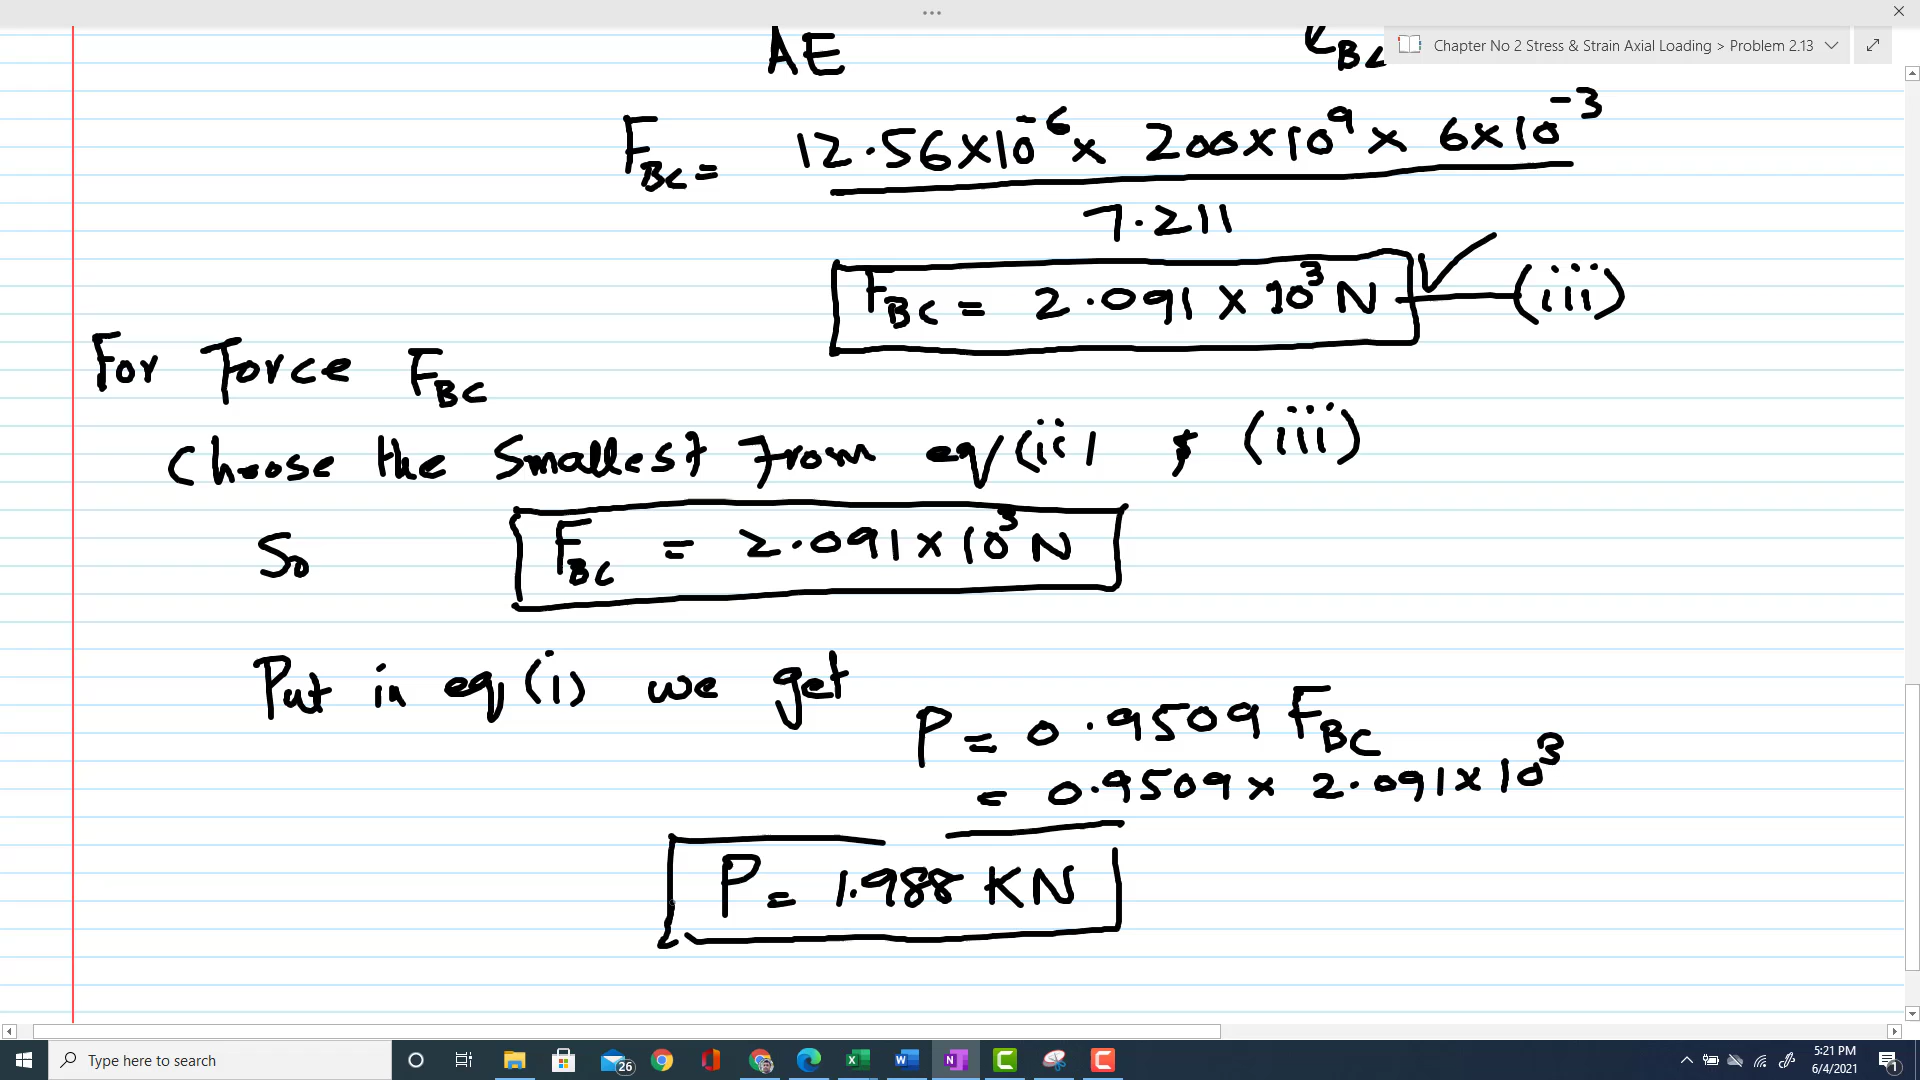 Chapter No 2 Stress & Strain Axial Loading > Problem 2.13
AE
BC
F_BC = 12.56×10^-6 × 200×10^9 × 6×10^-3
7.211
F_BC = 2.091 × 10^3 N (iii)
For Force F_BC
Choose the Smallest from eq (ii) & (iii)
So F_BC = 2.091×10^3 N
Put in eq (i) we get
P = 0.9509 F_BC
= 0.9509 × 2.091×10^3
P = 1.988 KN
Type here to search
26
5:21 PM
6/4/2021
1